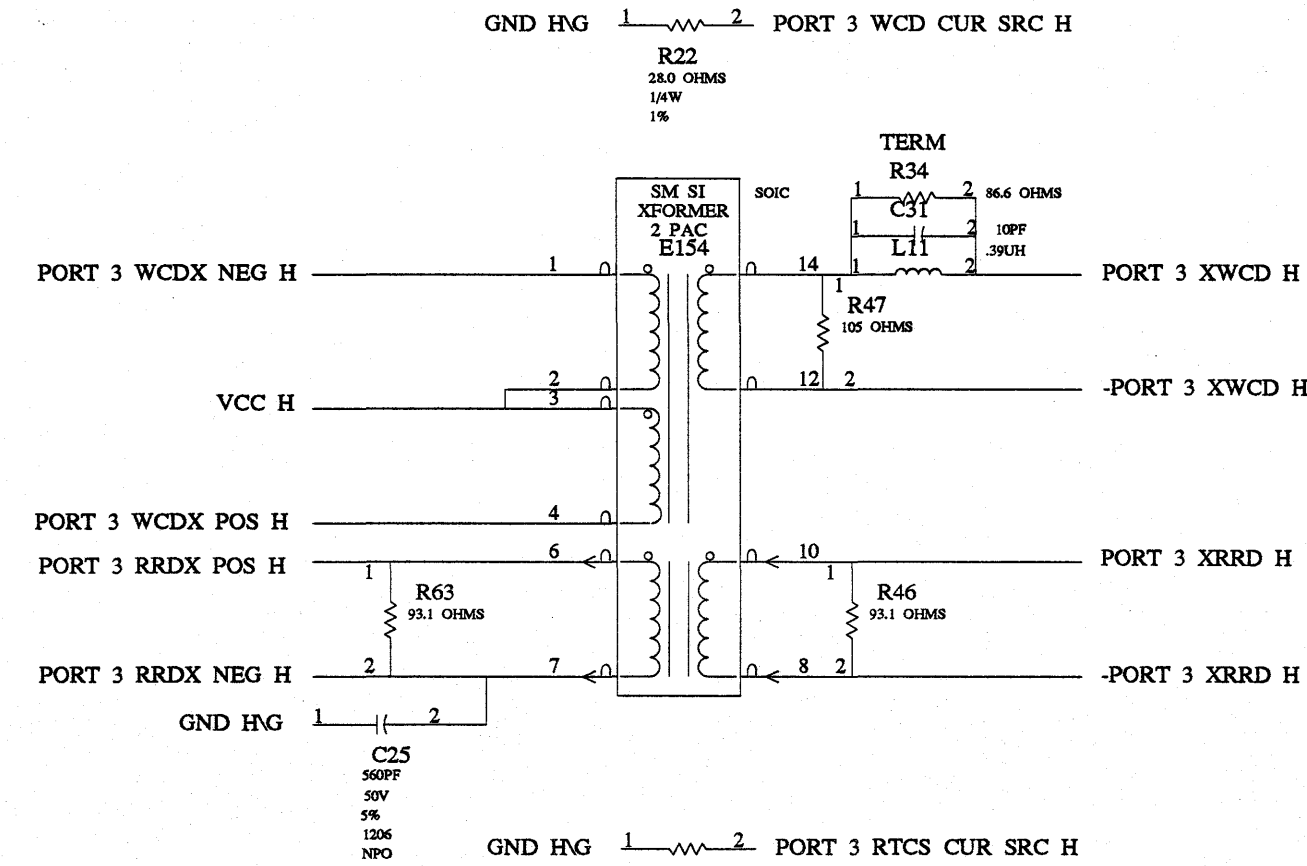 GND H\G 1 2 PORT 3 WCD CUR SRC H
R22
28.0 OHMS
1/4W
1%
TERM
R34
1 2 86.6 OHMS
C31
1 2 10PF
L11 .39UH
SM SI
XFORMER
2 PAC
E154
SOIC
PORT 3 WCDX NEG H 1 14 1 1 2 PORT 3 XWCD H
R47
105 OHMS
2 12 2 -PORT 3 XWCD H
VCC H 3
PORT 3 WCDX POS H 4
PORT 3 RRDX POS H 1 6 10 1 PORT 3 XRRD H
R63
93.1 OHMS
R46
93.1 OHMS
PORT 3 RRDX NEG H 2 7 8 2 -PORT 3 XRRD H
GND H\G 1 2
C25
560PF
50V
5%
1206
NPO
GND H\G 1 2 PORT 3 RTCS CUR SRC H